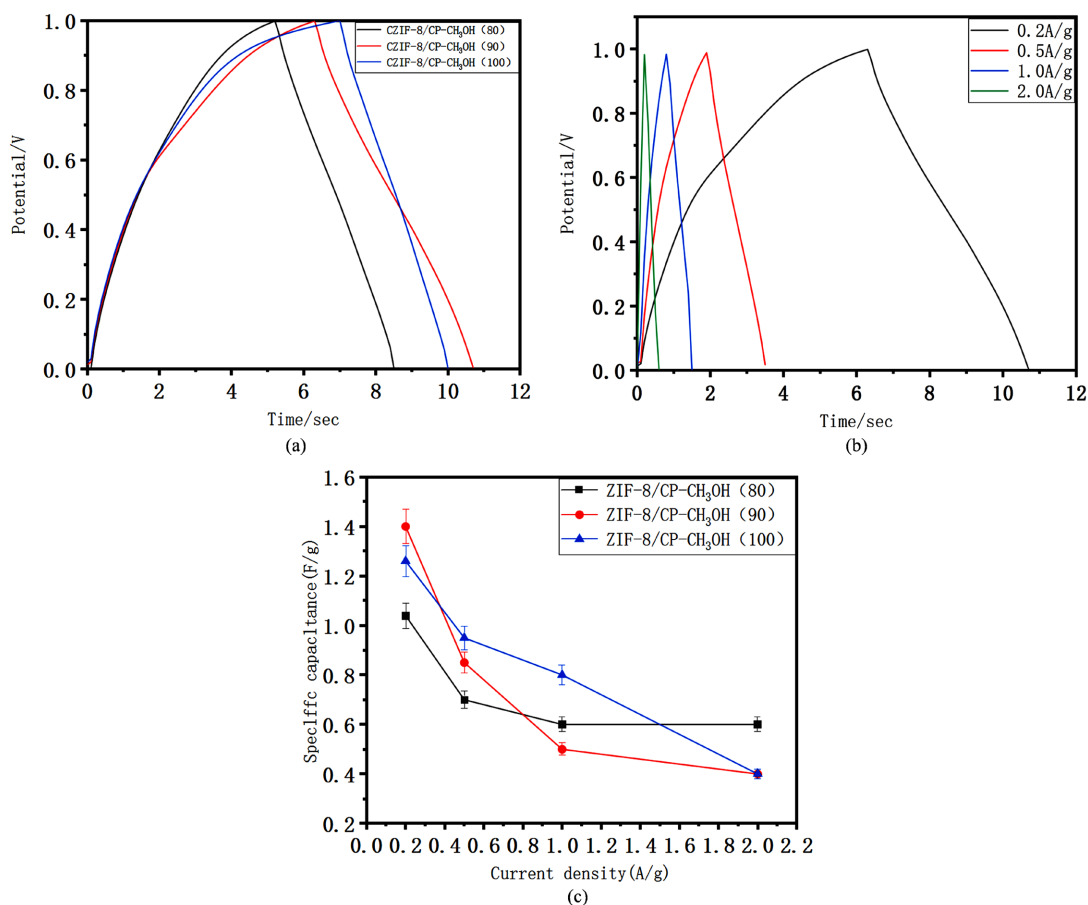 CZIF-8/CP-CH₃OH (80)
CZIF-8/CP-CH₃OH (90)
CZIF-8/CP-CH₃OH (100)
1.0
0.8
0.6
0.4
0.2
0.0
Potential/V
0 2 4 6 8 10 12
Time/sec
(a)
0.2A/g
0.5A/g
1.0A/g
2.0A/g
1.0
0.8
0.6
0.4
0.2
0.0
Potential/V
0 2 4 6 8 10 12
Time/sec
(b)
ZIF-8/CP-CH₃OH (80)
ZIF-8/CP-CH₃OH (90)
ZIF-8/CP-CH₃OH (100)
1.6
1.4
1.2
1.0
0.8
0.6
0.4
0.2
Speclffc capacltance(F/g)
0.0 0.2 0.4 0.6 0.8 1.0 1.2 1.4 1.6 1.8 2.0 2.2
Current density(A/g)
(c)